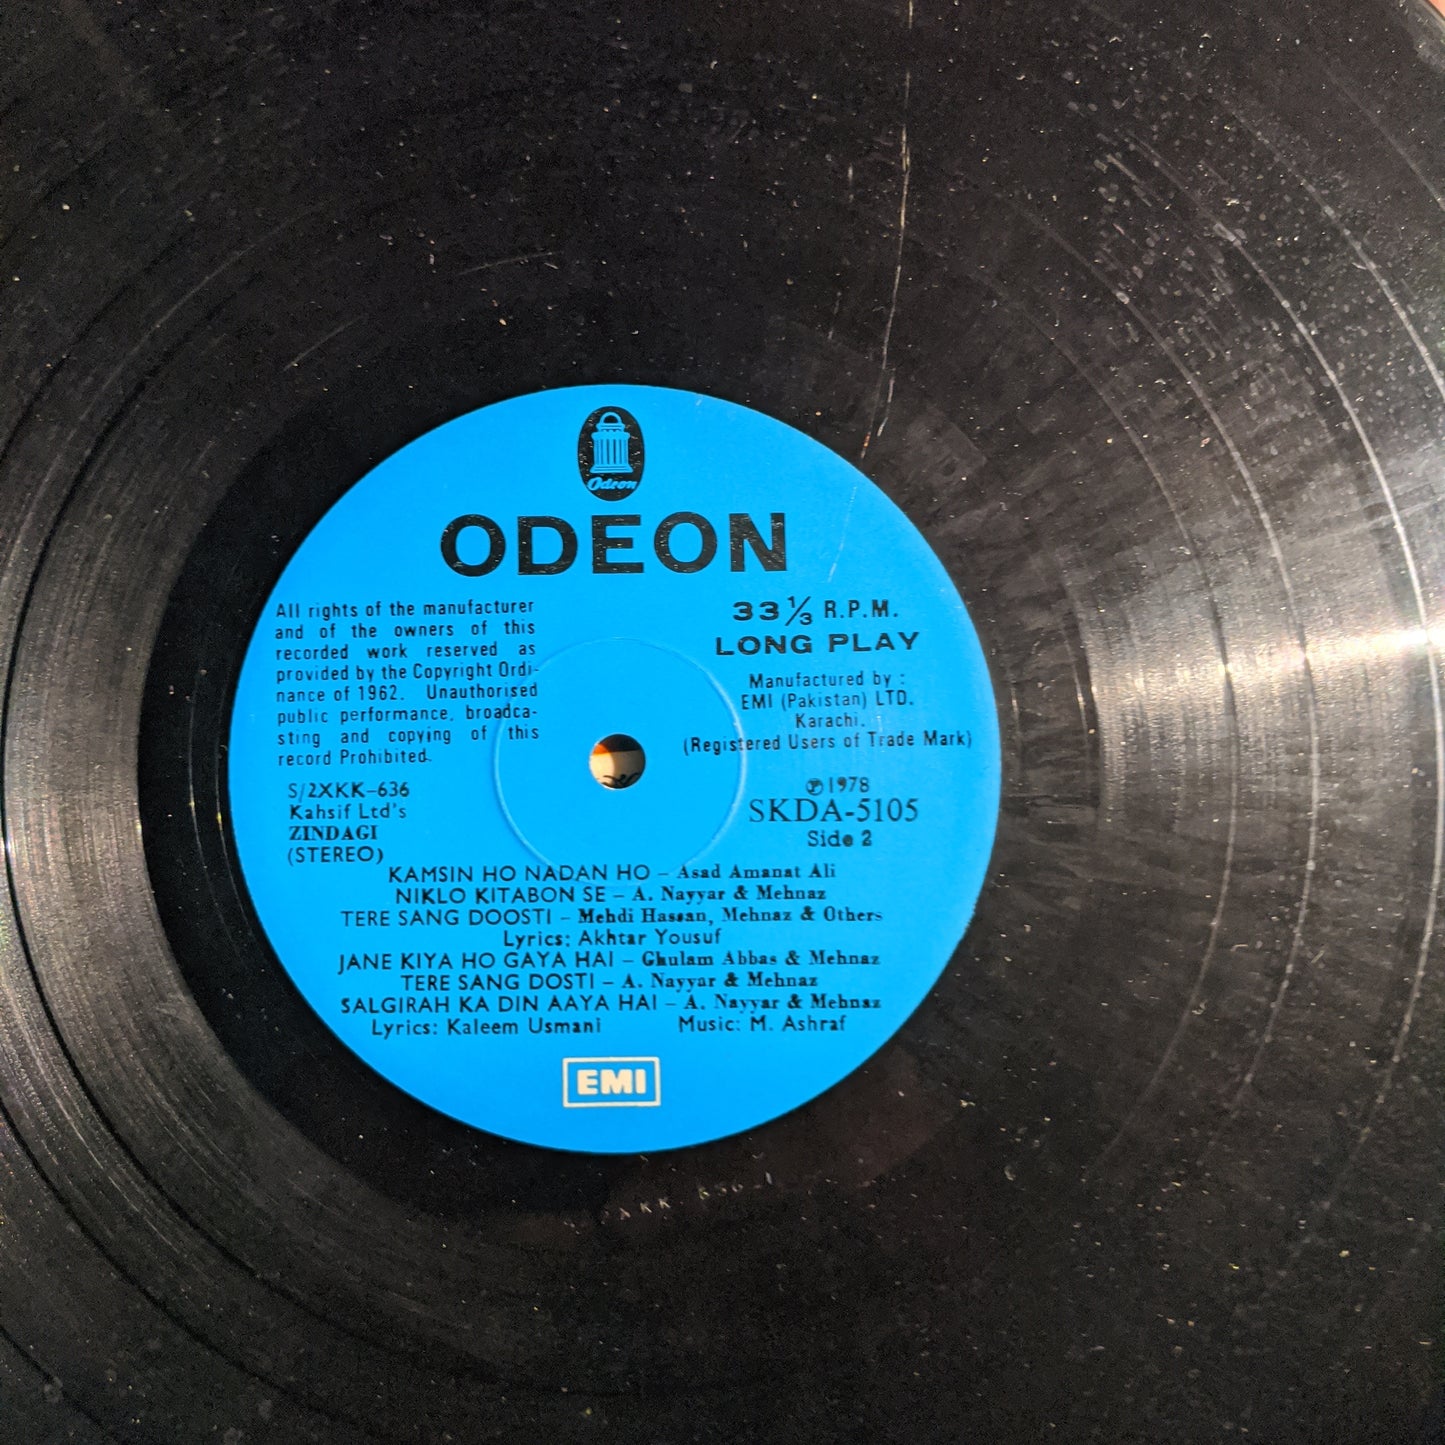 Odeon
ODEON
All rights of the manufacturer
and of the owners of this
recorded work reserved as
provided by the Copyright Ordi-
nance of 1962. Unauthorised
public performance, broadca-
sting and copying of this
record Prohibited.
33⅓ R.P.M.
LONG PLAY
Manufactured by :
EMI (Pakistan) LTD.
Karachi.
(Registered Users of Trade Mark)
S/2XKK-636
Kahsif Ltd's
ZINDAGI
(STEREO)
℗ 1978
SKDA-5105
Side 2
KAMSIN HO NADAN HO – Asad Amanat Ali
NIKLO KITABON SE – A. Nayyar & Mehnaz
TERE SANG DOOSTI – Mehdi Hassan, Mehnaz & Others
Lyrics: Akhtar Yousuf
JANE KIYA HO GAYA HAI – Ghulam Abbas & Mehnaz
TERE SANG DOSTI – A. Nayyar & Mehnaz
SALGIRAH KA DIN AAYA HAI – A. Nayyar & Mehnaz
Lyrics: Kaleem Usmani Music: M. Ashraf
EMI